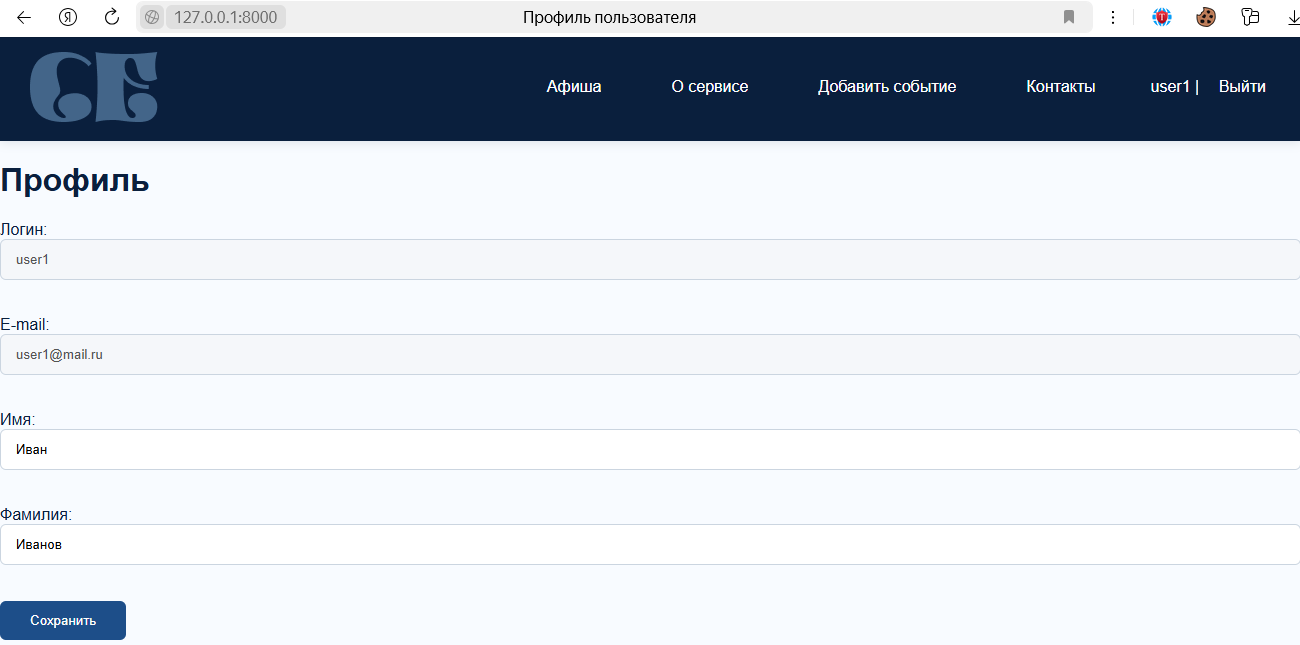 127.0.0.1:8000 Профиль пользователя
СБ
Афиша О сервисе Добавить событие Контакты user1 | Выйти
Профиль
Логин:
user1
E-mail:
user1@mail.ru
Имя:
Иван
Фамилия:
Иванов
Сохранить